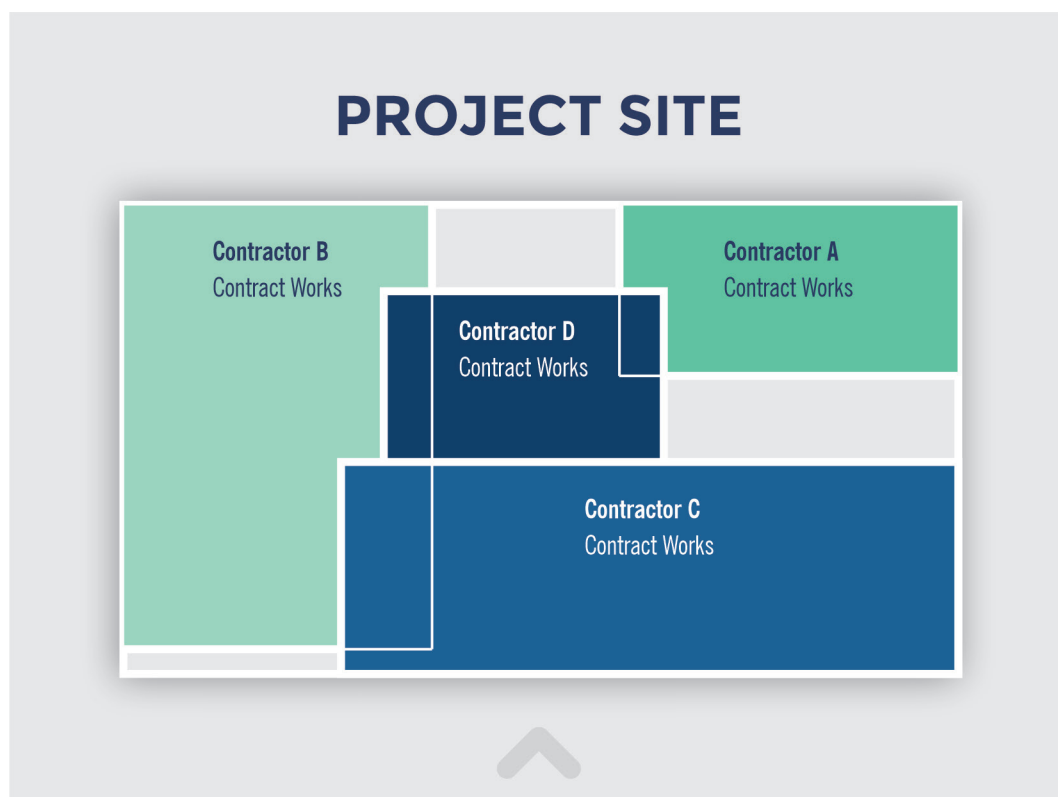 PROJECT SITE
Contractor B
Contract Works
Contractor A
Contract Works
Contractor D
Contract Works
Contractor C
Contract Works